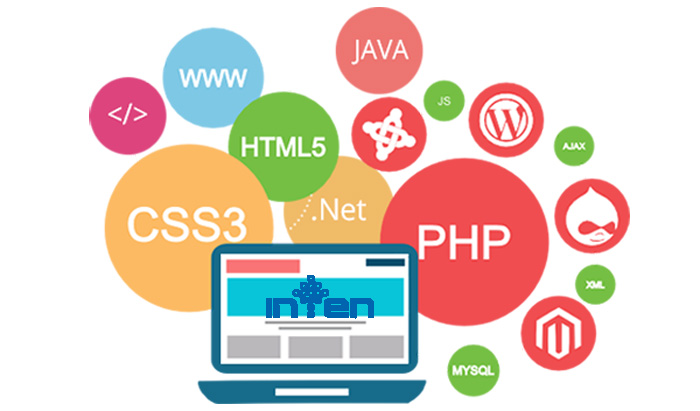 JAVA
WWW
</>
JS
AJAX
HTML5
CSS3
.Net
PHP
XML
inten
MYSQL